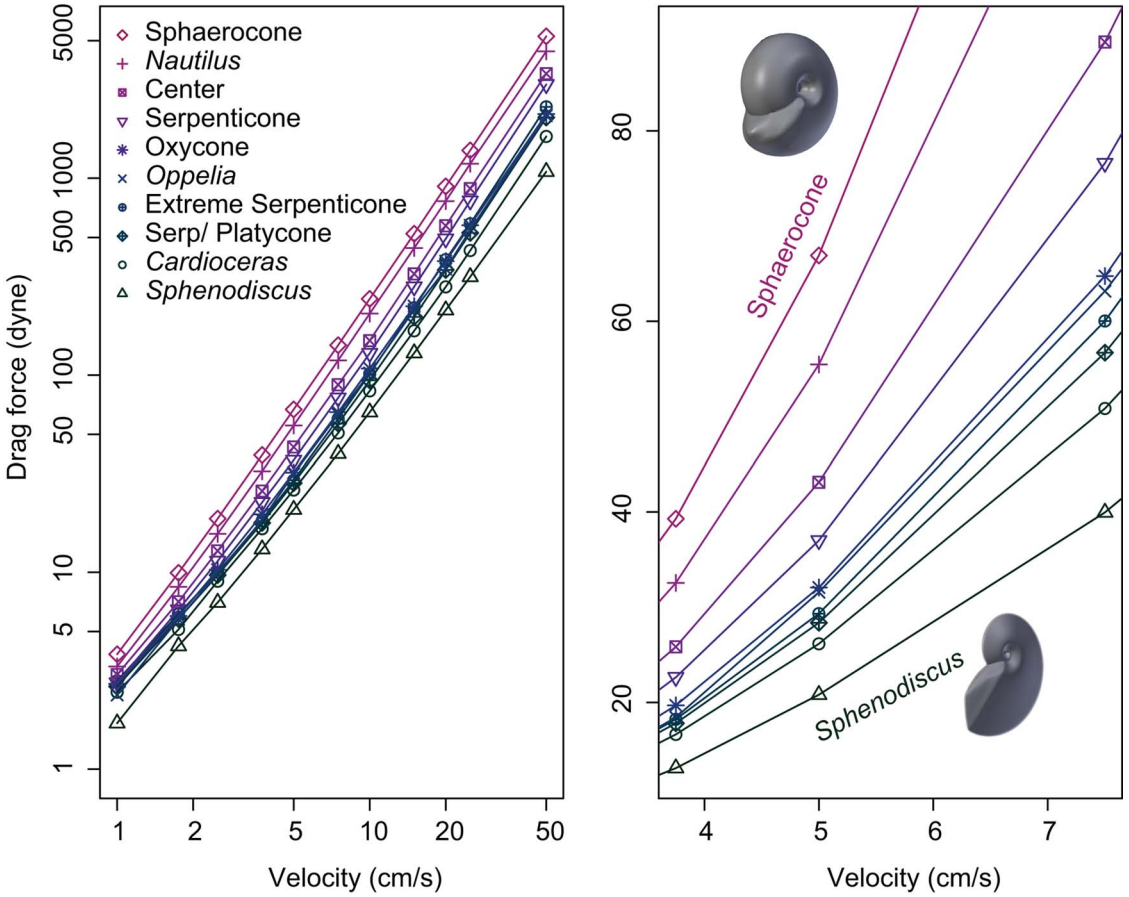 Drag force (dyne)
5000
1000
500
100
50
10
5
1
Sphaerocone
Nautilus
Center
Serpenticone
Oxycone
Oppelia
Extreme Serpenticone
Serp/ Platycone
Cardioceras
Sphenodiscus
1 2 5 10 20 50
Velocity (cm/s)
80
60
40
20
Sphaerocone
Sphenodiscus
4 5 6 7
Velocity (cm/s)